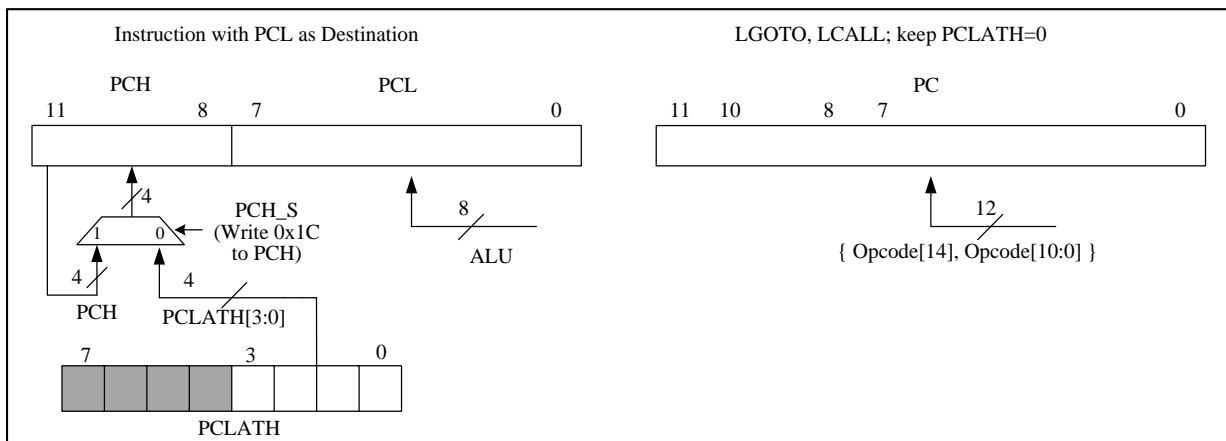 Instruction with PCL as Destination
LGOTO, LCALL; keep PCLATH=0
PCH
PCL
PC
11
8
7
0
11
10
8
7
0
4
PCH_S
(Write 0x1C
to PCH)
1
0
8
12
ALU
{ Opcode[14], Opcode[10:0] }
4
4
PCH
PCLATH[3:0]
7
3
0
PCLATH